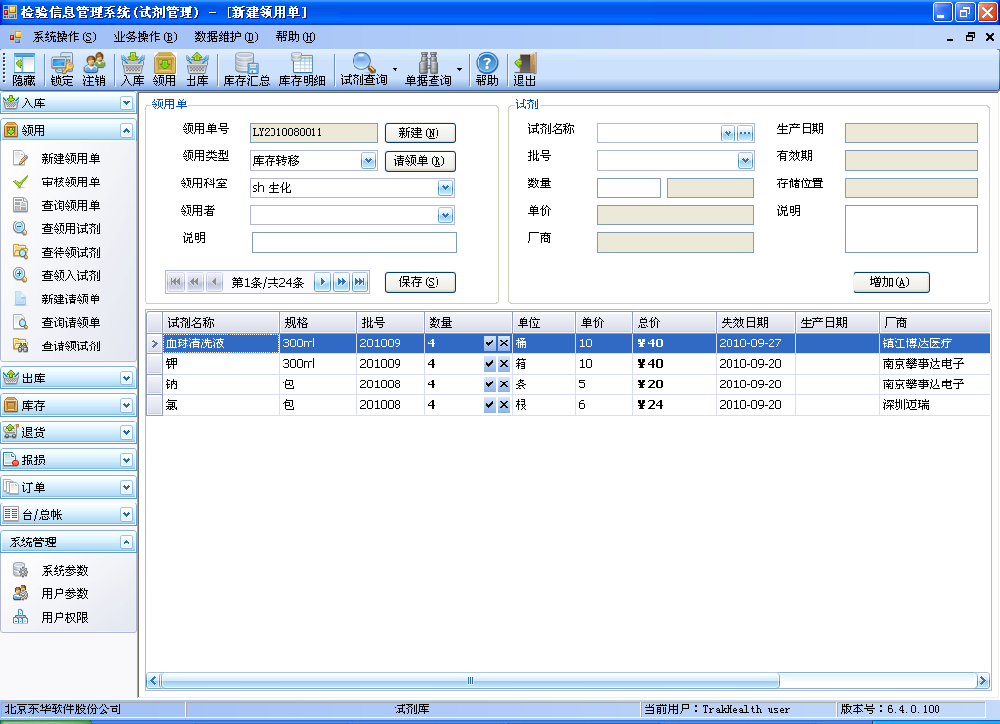 检验信息管理系统(试剂管理) - [新建领用单]
系统操作(S) 业务操作(B) 数据维护(D) 帮助(H)
隐藏 锁定 注销 入库 领用 出库 库存汇总 库存明细 试剂查询 单据查询 帮助 退出
入库
领用
新建领用单
审核领用单
查询领用单
查领用试剂
查待领试剂
查领入试剂
新建请领单
查询请领单
查请领试剂
出库
库存
退货
报损
订单
台/总帐
系统管理
系统参数
用户参数
用户权限
领用单
领用单号 LY2010080011 新建(N)
领用类型 库存转移 请领单(R)
领用科室 sh 生化
领用者
说明
第1条/共24条 保存(S)
试剂
试剂名称 生产日期
批号 有效期
数量 存储位置
单价 说明
厂商
增加(A)
试剂名称 规格 批号 数量 单位 单价 总价 失效日期 生产日期 厂商
血球清洗液 300ml 201009 4 桶 10 ¥ 40 2010-09-27 镇江博达医疗
钾 300ml 201009 4 箱 10 ¥ 40 2010-09-20 南京攀事达电子
钠 包 201008 4 条 5 ¥ 20 2010-09-20 南京攀事达电子
氯 包 201008 4 根 6 ¥ 24 2010-09-20 深圳迈瑞
北京东华软件股份公司 试剂库 当前用户：TrakHealth user 版本号：6.4.0.100